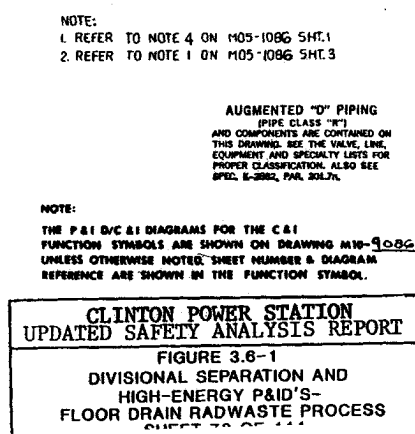 NOTE:
1. REFER TO NOTE 4 ON M05-1086 SHT.1
2. REFER TO NOTE 1 ON M05-1086 SHT.3
AUGMENTED "D" PIPING
(PIPE CLASS "R")
AND COMPONENTS ARE CONTAINED ON
THIS DRAWING. SEE THE VALVE, LINE,
EQUIPMENT AND SPECIALTY LISTS FOR
PROPER CLASSIFICATION. ALSO SEE
SPEC. K-2882, PAR.
NOTE:
THE P & I D/C & I DIAGRAMS FOR THE C & I
FUNCTION SYMBOLS ARE SHOWN ON DRAWING M10-9086
UNLESS OTHERWISE NOTED. SHEET NUMBER & DIAGRAM
REFERENCE ARE SHOWN IN THE FUNCTION SYMBOL.
CLINTON POWER STATION
UPDATED SAFETY ANALYSIS REPORT
FIGURE 3.6-1
DIVISIONAL SEPARATION AND
HIGH-ENERGY P&ID'S-
FLOOR DRAIN RADWASTE PROCESS
SHEET OF